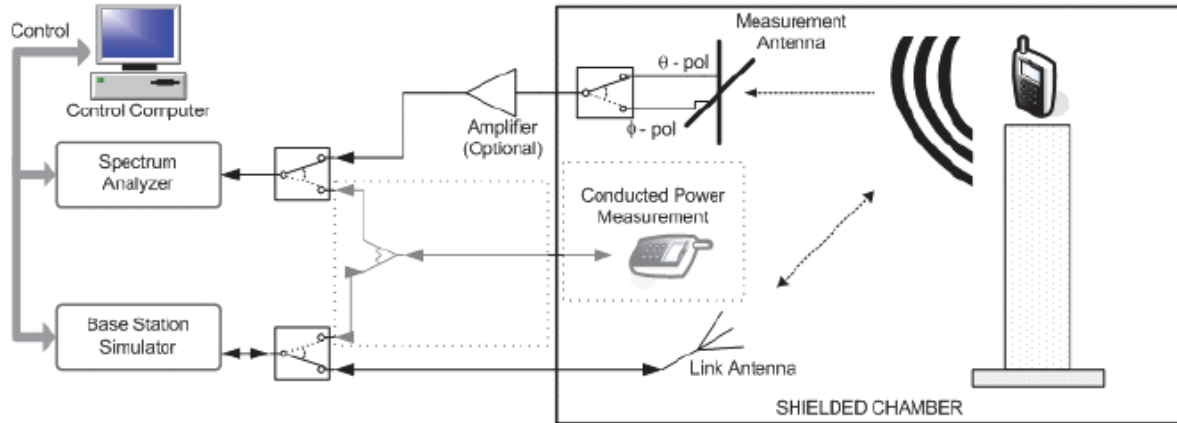 Control
Control Computer
Spectrum
Analyzer
Base Station
Simulator
Amplifier
(Optional)
θ - pol
ϕ - pol
Measurement
Antenna
Conducted Power
Measurement
Link Antenna
SHIELDED CHAMBER